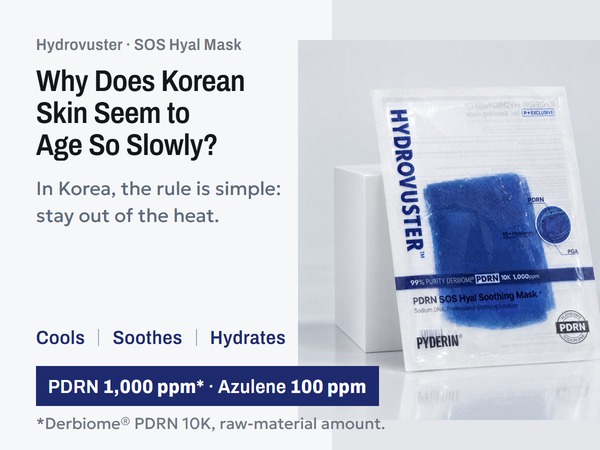 Hydrovuster · SOS Hyal Mask
Why Does Korean
Skin Seem to
Age So Slowly?
In Korea, the rule is simple:
stay out of the heat.
Cools | Soothes | Hydrates
PDRN 1,000 ppm* · Azulene 100 ppm
*Derbiome® PDRN 10K, raw-material amount.
P+EXCLUSIVE
HYDROVUSTER™
PDRN
PGA
99% PURITY DERBIOME® PDRN 10K 1,000ppm
PDRN SOS Hyal Soothing Mask
PYDERIN®
PDRN